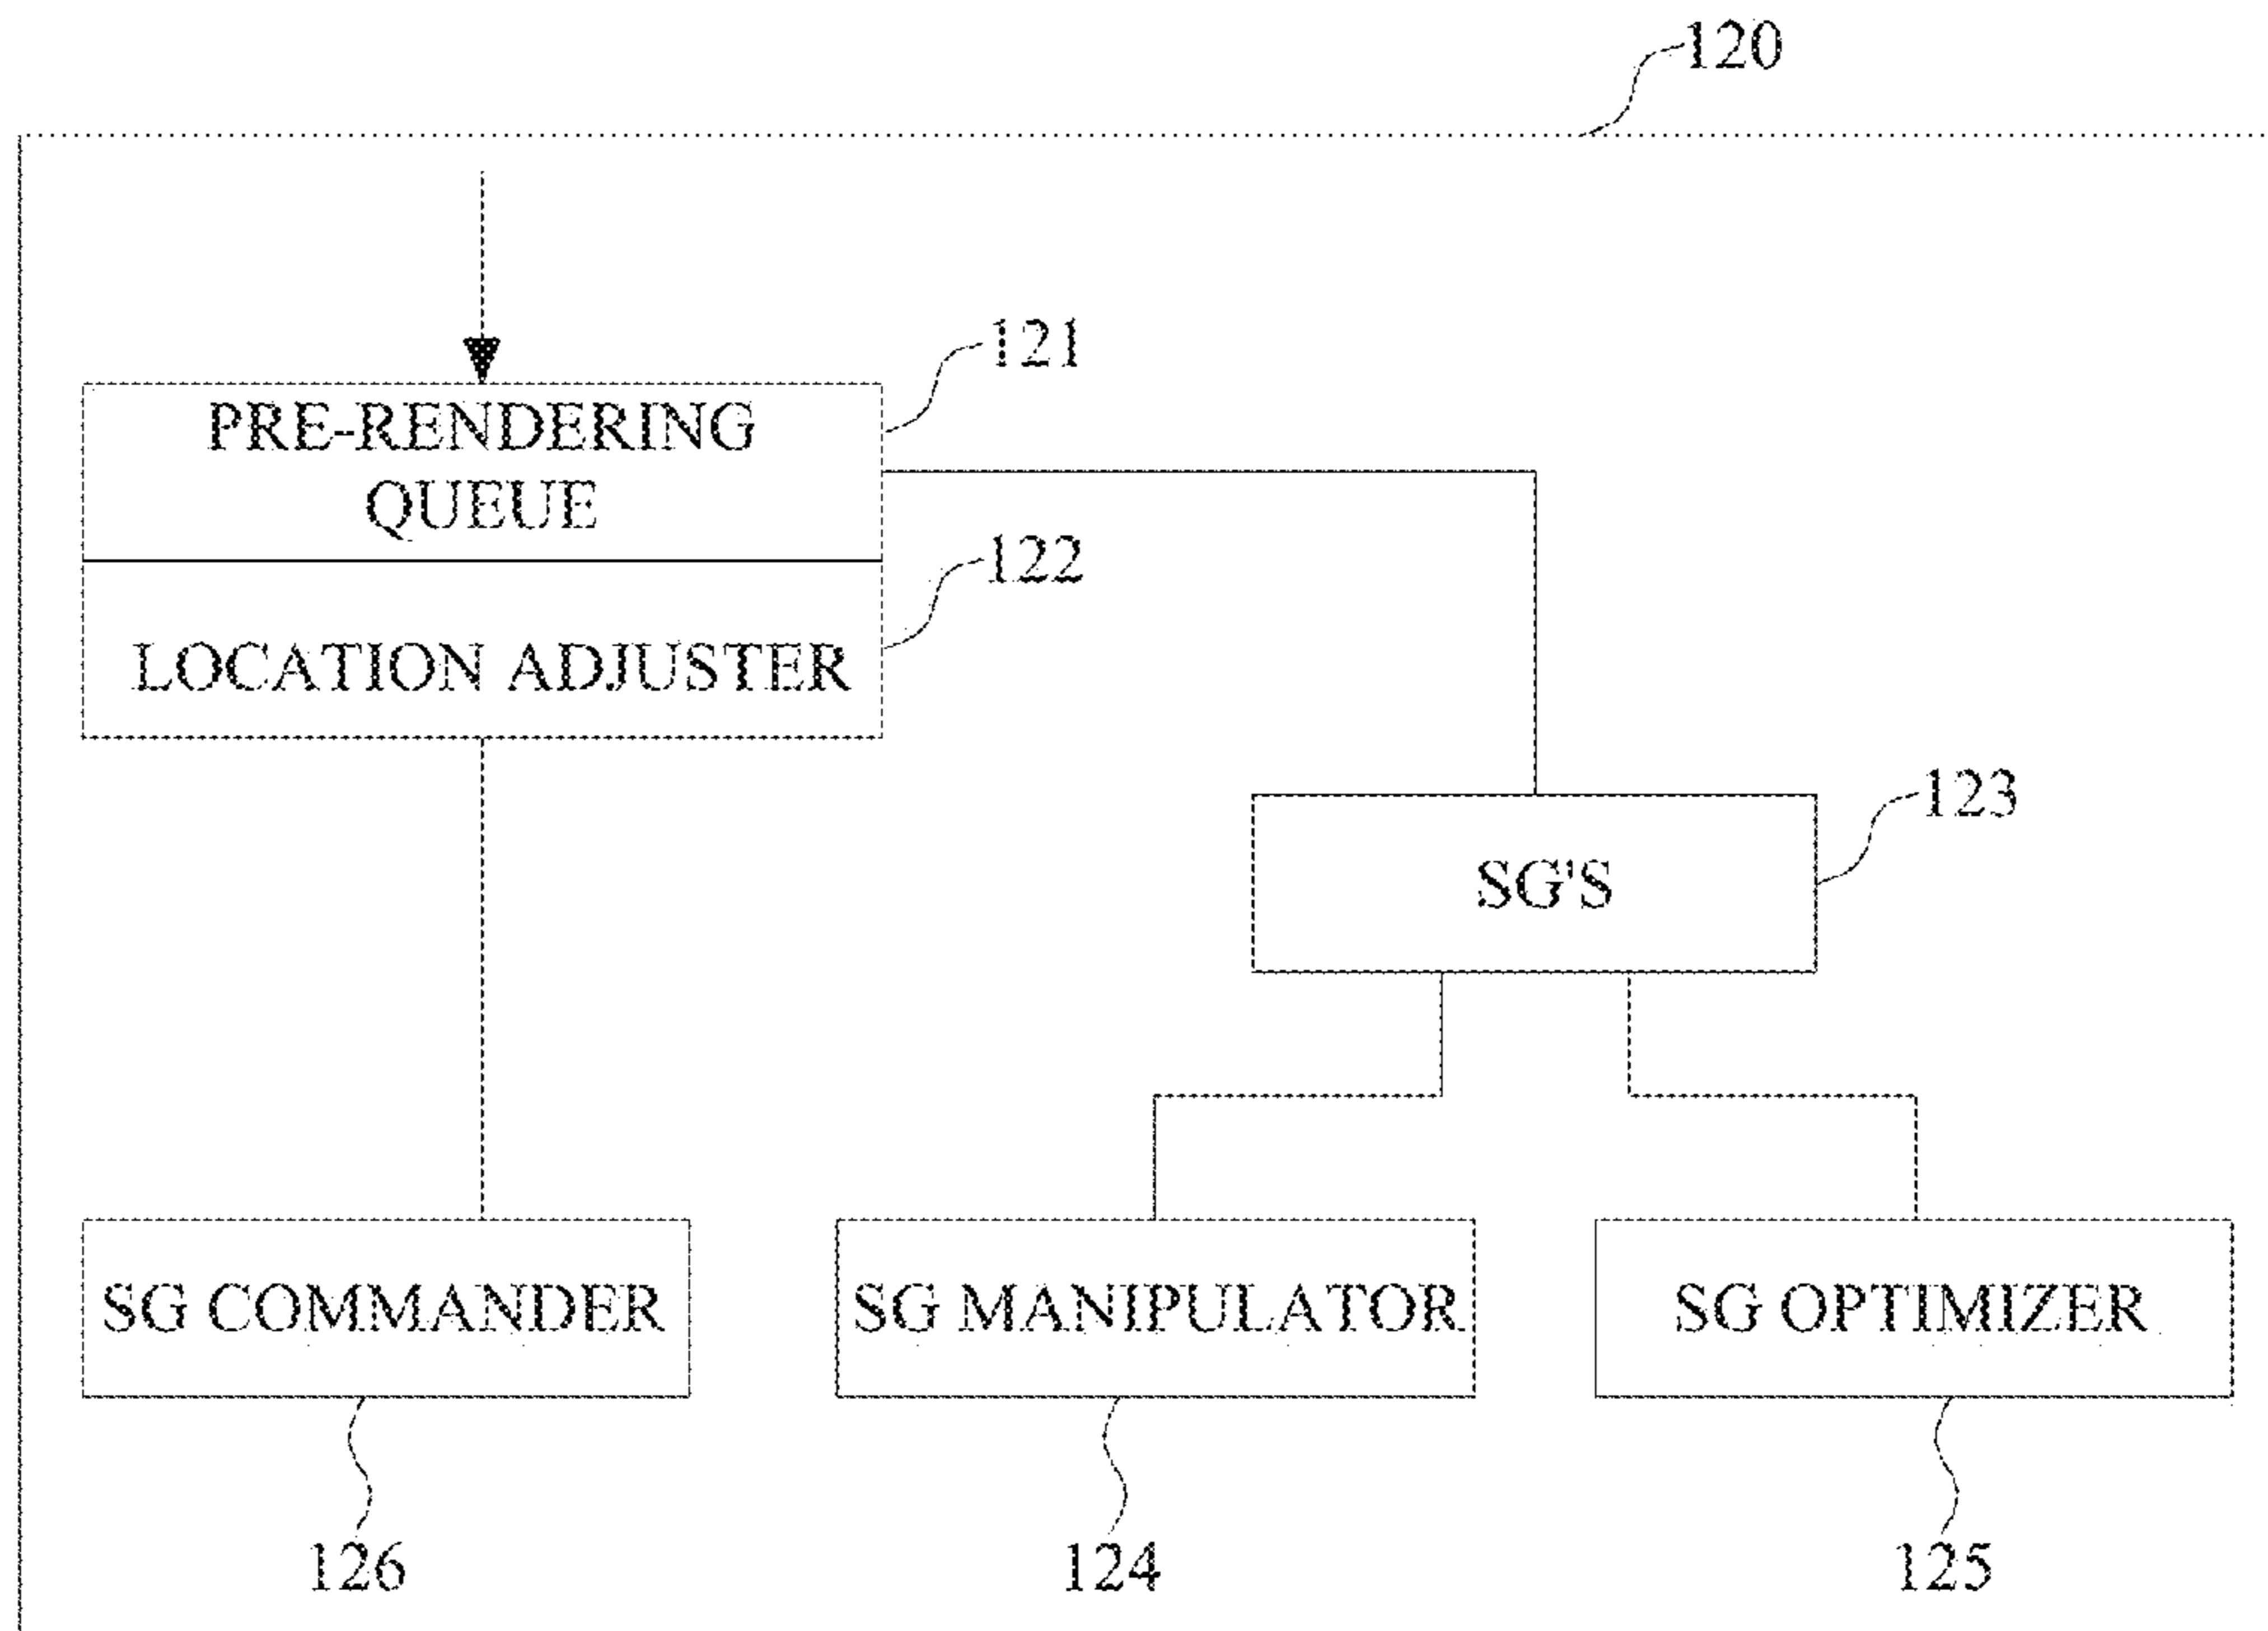 120
121
PRE-RENDERING
QUEUE
122
LOCATION ADJUSTER
123
SG'S
SG COMMANDER
SG MANIPULATOR
SG OPTIMIZER
126
124
125